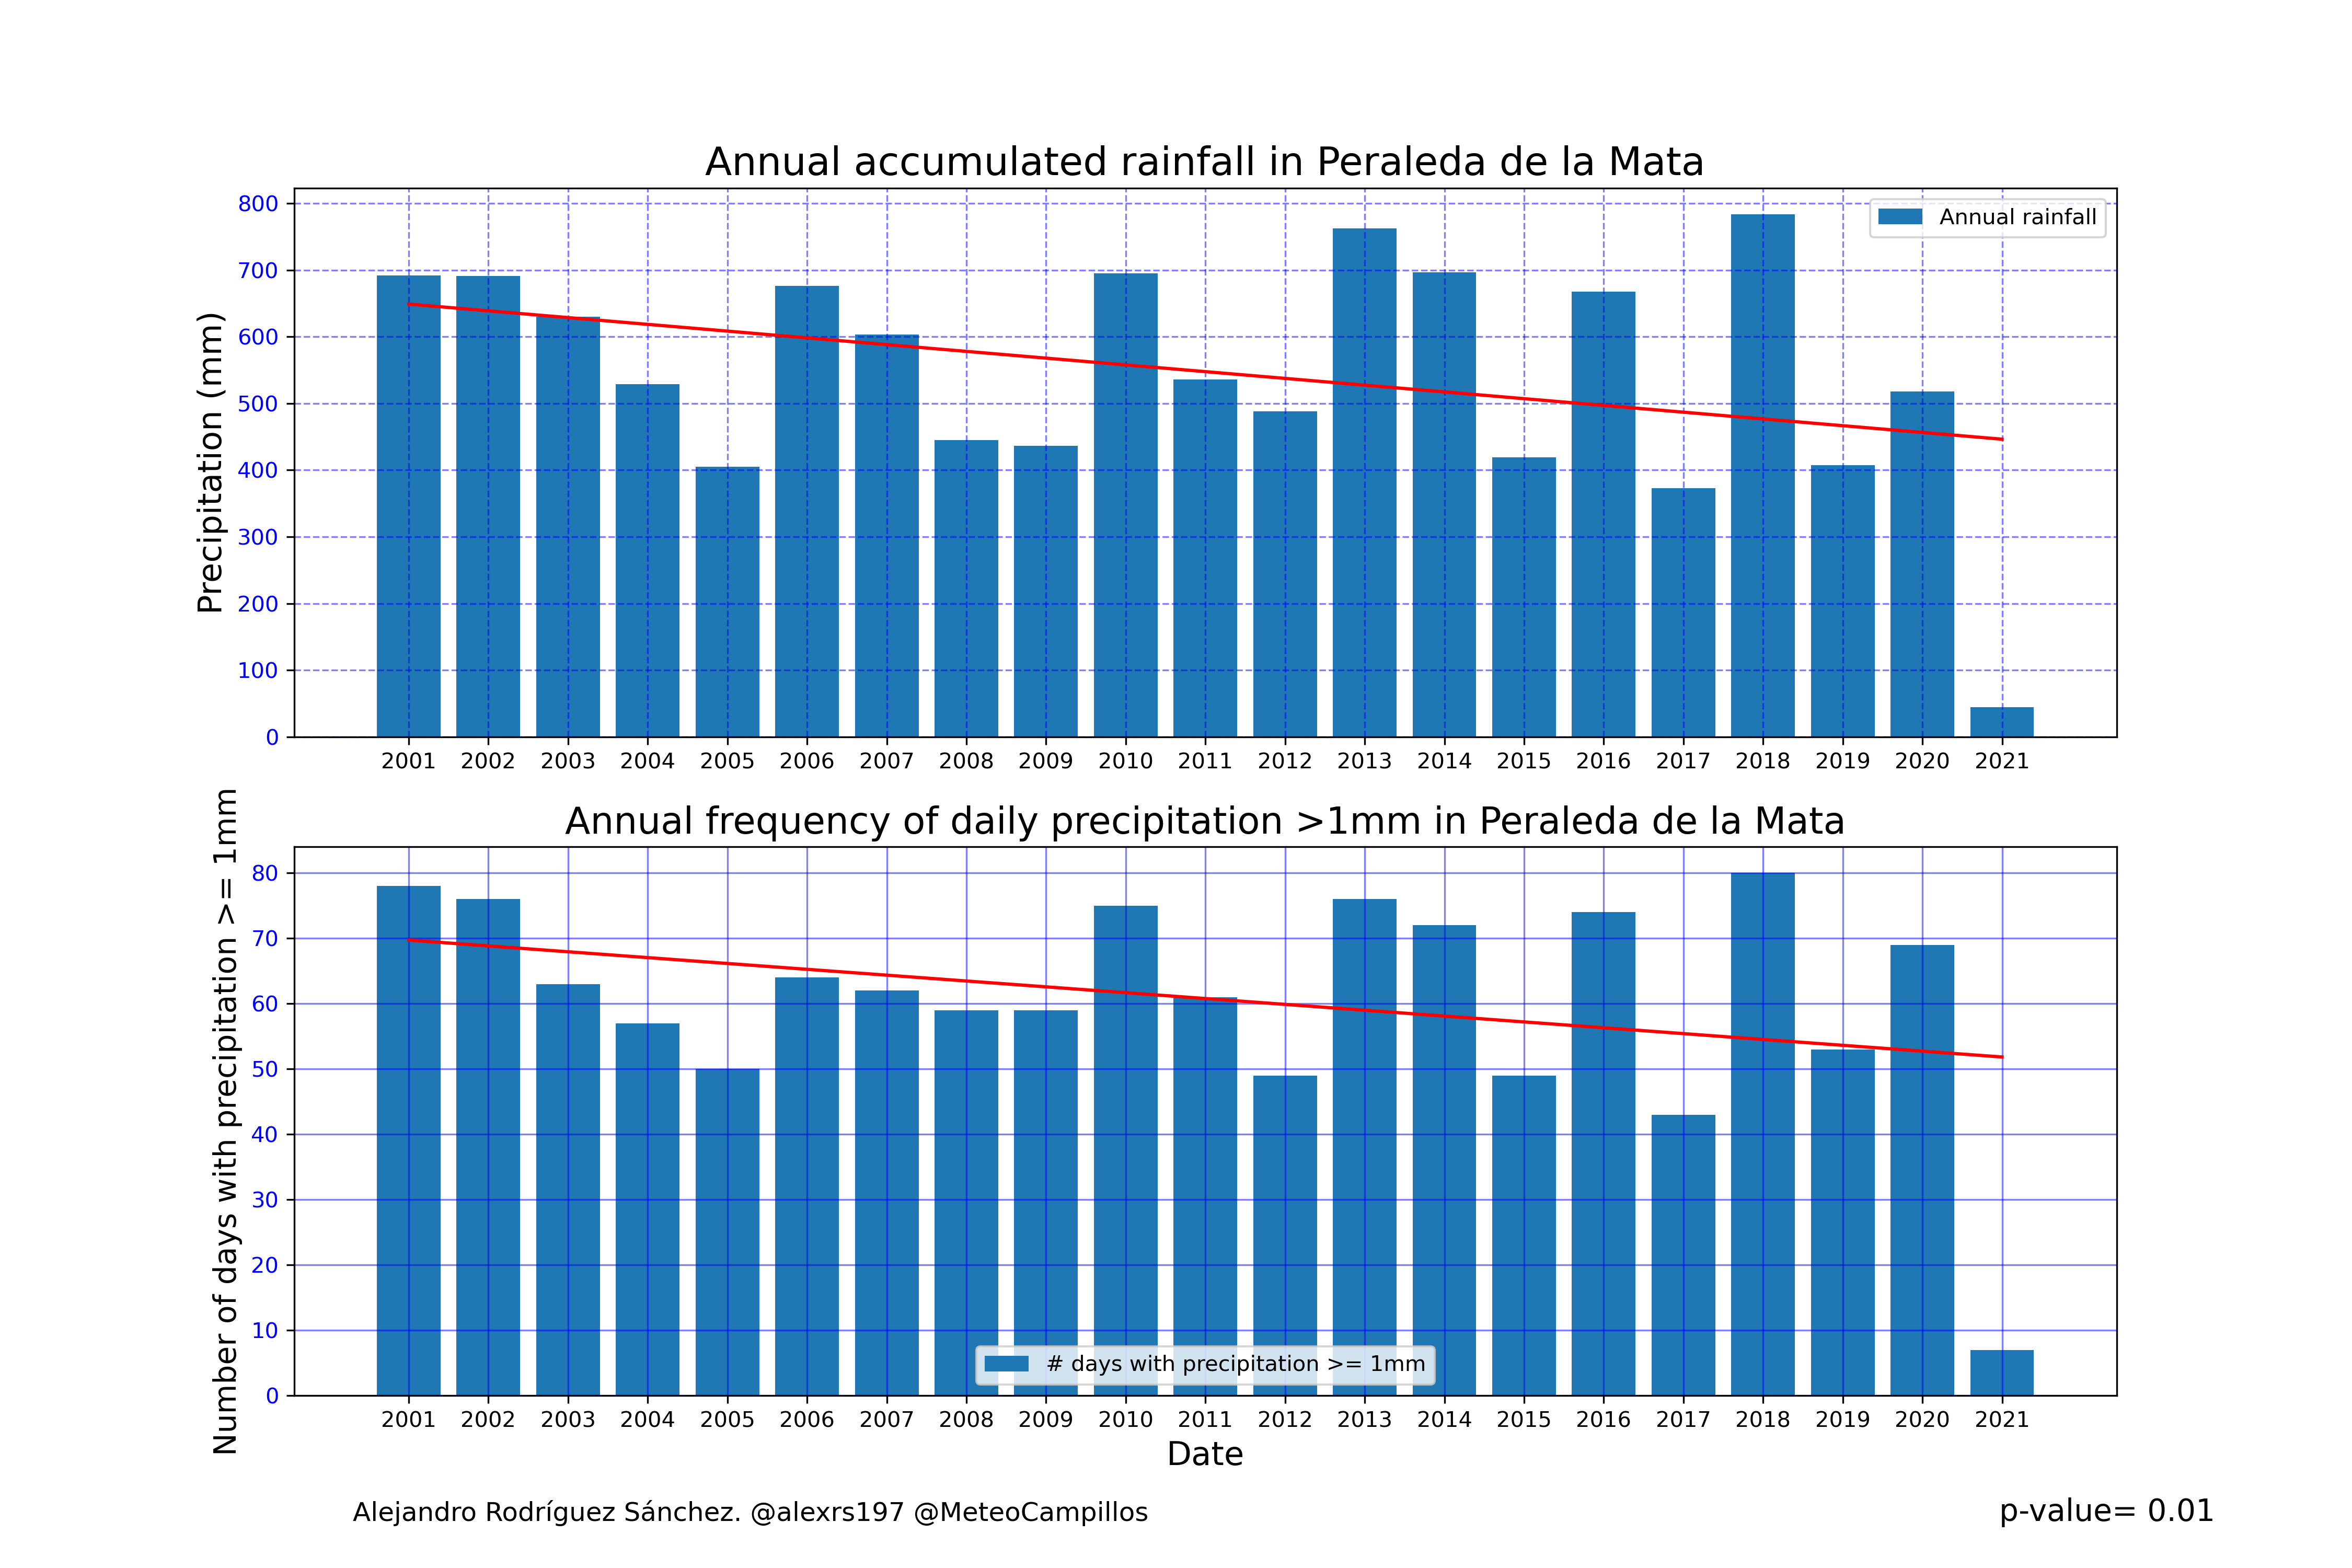 Annual accumulated rainfall in Peraleda de la Mata
Precipitation (mm)
800
700
600
500
400
300
200
100
0
Annual rainfall
2001 2002 2003 2004 2005 2006 2007 2008 2009 2010 2011 2012 2013 2014 2015 2016 2017 2018 2019 2020 2021
Annual frequency of daily precipitation >1mm in Peraleda de la Mata
Number of days with precipitation >= 1mm
80
70
60
50
40
30
20
10
0
# days with precipitation >= 1mm
2001 2002 2003 2004 2005 2006 2007 2008 2009 2010 2011 2012 2013 2014 2015 2016 2017 2018 2019 2020 2021
Date
Alejandro Rodríguez Sánchez. @alexrs197 @MeteoCampillos
p-value= 0.01